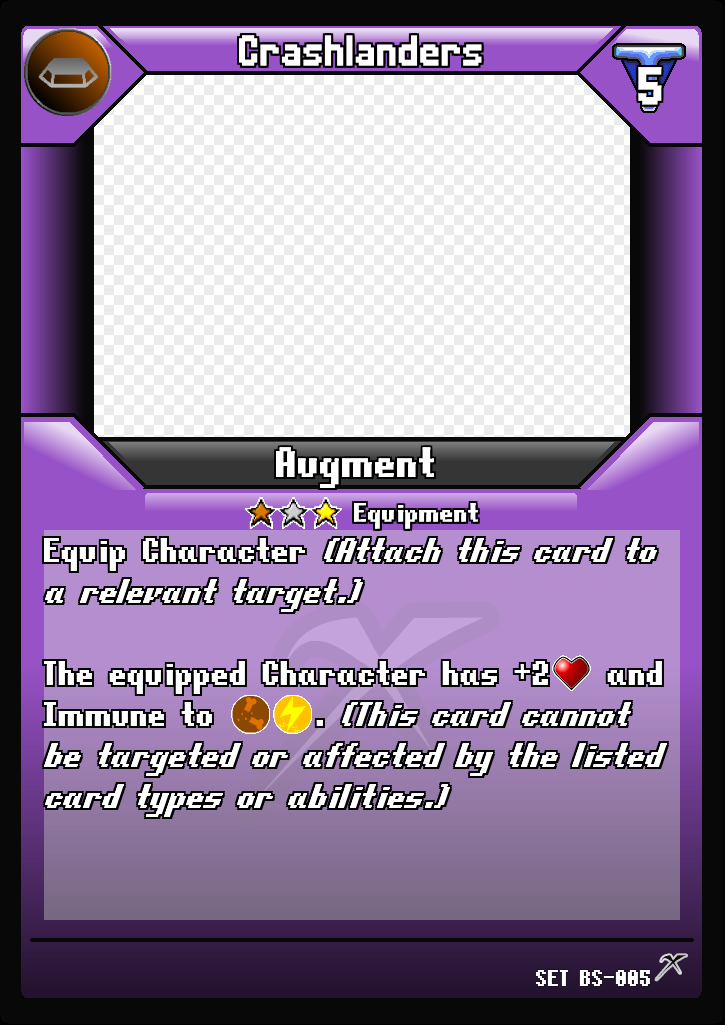 Crashlanders
5
Augment
Equipment
Equip Character (Attach this card to
a relevant target.)
The equipped Character has +2 and
Immune to . (This card cannot
be targeted or affected by the listed
card types or abilities.)
SET BS-005